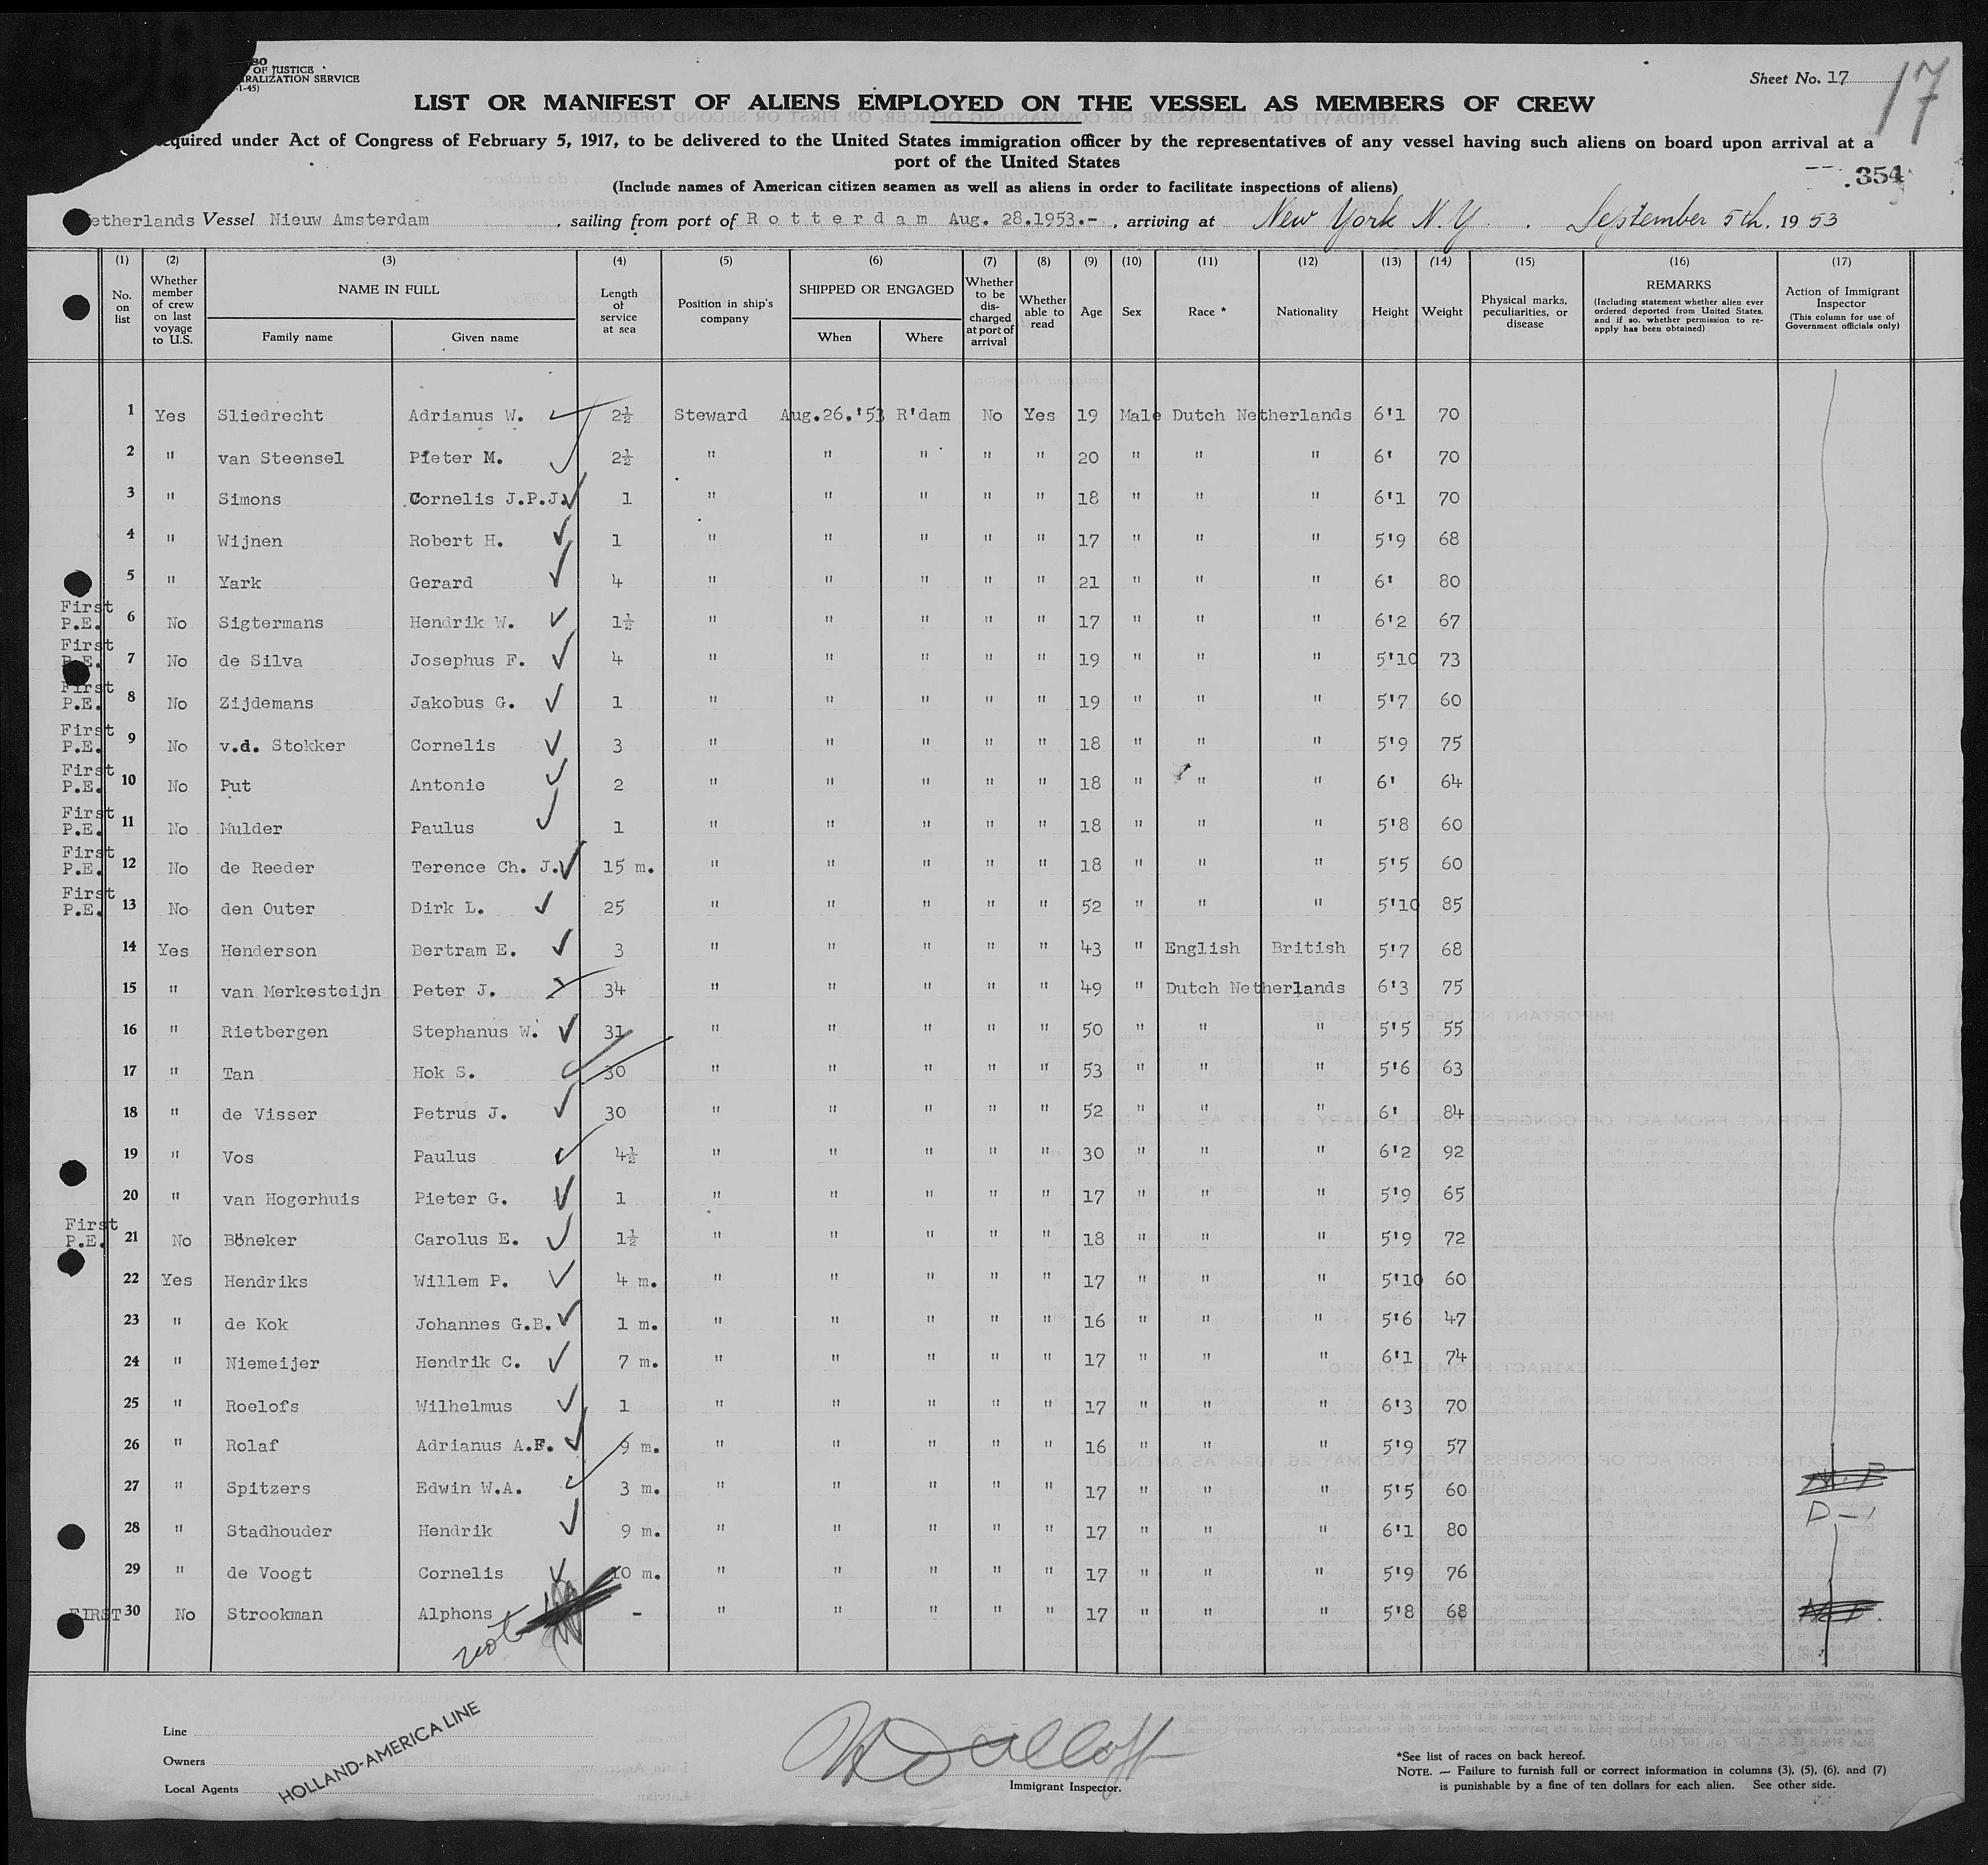 30
OF JUSTICE
RALIZATION SERVICE
-1-45)
Sheet No. 17
17
LIST OR MANIFEST OF ALIENS EMPLOYED ON THE VESSEL AS MEMBERS OF CREW
equired under Act of Congress of February 5, 1917, to be delivered to the United States immigration officer by the representatives of any vessel having such aliens on board upon arrival at a
port of the United States
354
(Include names of American citizen seamen as well as aliens in order to facilitate inspections of aliens)
etherlands Vessel Nieuw Amsterdam , sailing from port of Rotterdam Aug. 28.1953.- , arriving at New York N.Y. September 5th, 1953
(1) (2) (3) (4) (5) (6) (7) (8) (9) (10) (11) (12) (13) (14) (15) (16) (17)
No. on list
Whether member of crew on last voyage to U.S.
NAME IN FULL
Family name Given name
Length of service at sea
Position in ship's company
SHIPPED OR ENGAGED
When Where
Whether to be discharged at port of arrival
Whether able to read
Age Sex Race * Nationality Height Weight
Physical marks, peculiarities, or disease
REMARKS
(Including statement whether alien ever ordered deported from United States, and if so, whether permission to re-apply has been obtained)
Action of Immigrant Inspector
(This column for use of Government officials only)
1 Yes Sliedrecht Adrianus W. 2½ Steward Aug.26.'53 R'dam No Yes 19 Male Dutch Netherlands 6'1 70
2 " van Steensel Pieter M. 2½ " " " " " 20 " " " 6' 70
3 " Simons Cornelis J.P.J. 1 " " " " " 18 " " " 6'1 70
4 " Wijnen Robert H. 1 " " " " " 17 " " " 5'9 68
5 " Yark Gerard 4 " " " " " 21 " " " 6' 80
First P.E. 6 No Sigtermans Hendrik W. 1½ " " " " " 17 " " " 6'2 67
First P.E. 7 No de Silva Josephus F. 4 " " " " " 19 " " " 5'10 73
First P.E. 8 No Zijdemans Jakobus G. 1 " " " " " 19 " " " 5'7 60
First P.E. 9 No v.d. Stokker Cornelis 3 " " " " " 18 " " " 5'9 75
First P.E. 10 No Put Antonie 2 " " " " " 18 " " " 6' 64
First P.E. 11 No Mulder Paulus 1 " " " " " 18 " " " 5'8 60
First P.E. 12 No de Reeder Terence Ch. J. 15 m. " " " " " 18 " " " 5'5 60
First P.E. 13 No den Outer Dirk L. 25 " " " " " 52 " " " 5'10 85
14 Yes Henderson Bertram E. 3 " " " " " 43 " English British 5'7 68
15 " van Merkesteijn Peter J. 34 " " " " " 49 " Dutch Netherlands 6'3 75
16 " Rietbergen Stephanus W. 31 " " " " " 50 " " " 5'5 55
17 " Tan Hok S. 30 " " " " " 53 " " " 5'6 63
18 " de Visser Petrus J. 30 " " " " " 52 " " " 6' 84
19 " Vos Paulus 4½ " " " " " 30 " " " 6'2 92
20 " van Hogerhuis Pieter G. 1 " " " " " 17 " " " 5'9 65
First P.E. 21 No Böneker Carolus E. 1½ " " " " " 18 " " " 5'9 72
22 Yes Hendriks Willem P. 4 m. " " " " " 17 " " " 5'10 60
23 " de Kok Johannes G.B. 1 m. " " " " " 16 " " " 5'6 47
24 " Niemeijer Hendrik C. 7 m. " " " " " 17 " " " 6'1 74
25 " Roelofs Wilhelmus 1 " " " " " 17 " " " 6'3 70
26 " Rolaf Adrianus A.F. 9 m. " " " " " 16 " " " 5'9 57
27 " Spitzers Edwin W.A. 3 m. " " " " " 17 " " " 5'5 60
D-1
28 " Stadhouder Hendrik 9 m. " " " " " 17 " " " 6'1 80
29 " de Voogt Cornelis 10 m. " " " " " 17 " " " 5'9 76
FIRST 30 No Strookman Alphons - " " " " " 17 " " " 5'8 68
not
Line
Owners
Local Agents
HOLLAND-AMERICA LINE
Immigrant Inspector.
*See list of races on back hereof.
NOTE. — Failure to furnish full or correct information in columns (3), (5), (6), and (7)
is punishable by a fine of ten dollars for each alien. See other side.